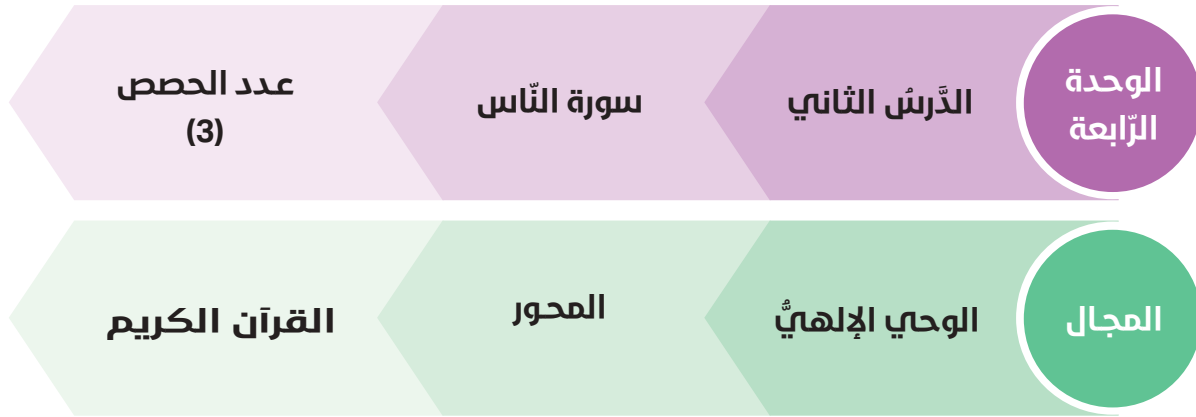 الوحدة
الرّابعة
الدَّرسُ الثاني
سورة النّاس
عدد الحصص
(3)
المجال
الوحي الإلهيُّ
المحور
القرآن الكريم